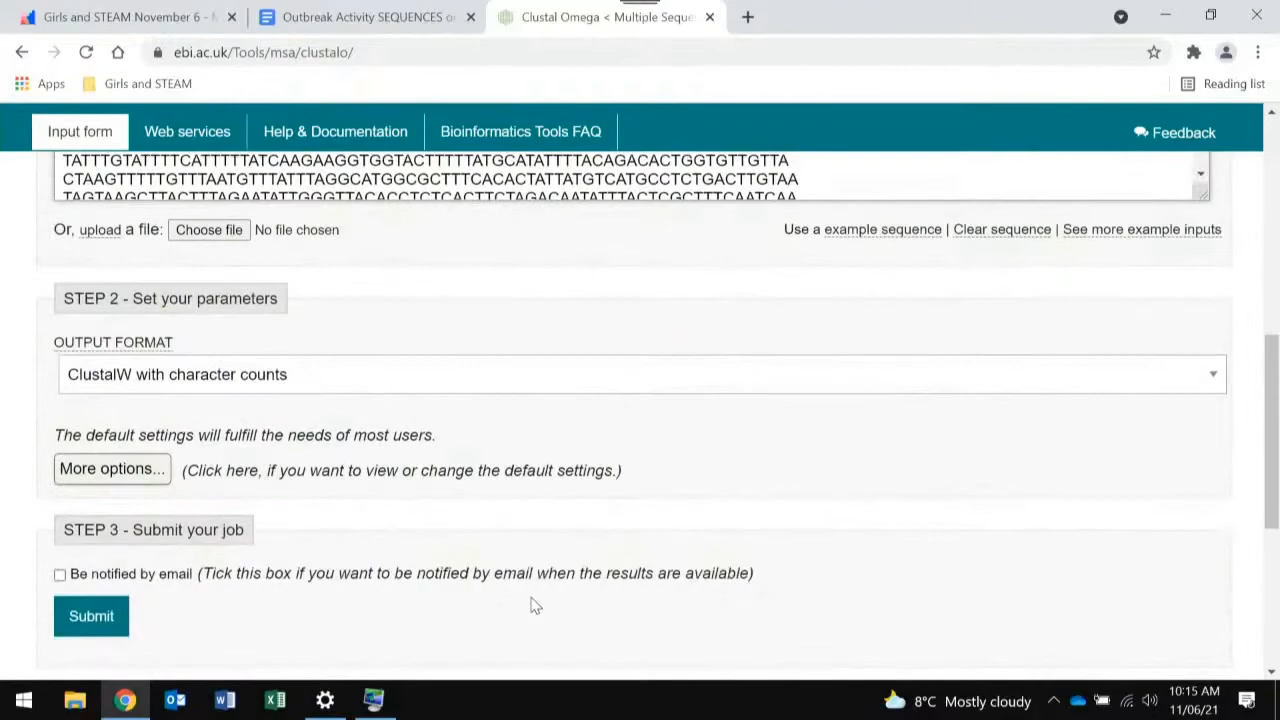 Girls and STEAM November 6 -
Outbreak Activity SEQUENCES
Clustal Omega < Multiple Seque
ebi.ac.uk/Tools/msa/clustalo/
Apps
Girls and STEAM
Reading list
Input form
Web services
Help & Documentation
Bioinformatics Tools FAQ
Feedback
TATTTGTATTTTCATTTTTATCAAGAAGGTGGTACTTTTTATGCATATTTTACAGACACTGGTGTTGTTA
CTAAGTTTTTGTTTAATGTTTATTTAGGCATGGCGCTTTCACACTATTATGTCATGCCTCTGACTTGTAA
TAGTAAGCTTACTTTAGAATATTGGGTTACACCTCTCACTTCTAGACAATATTTACTCGCTTTCAATCAA
Or, upload a file: Choose file No file chosen
Use a example sequence | Clear sequence | See more example inputs
STEP 2 - Set your parameters
OUTPUT FORMAT
ClustalW with character counts
The default settings will fulfill the needs of most users.
More options... (Click here, if you want to view or change the default settings.)
STEP 3 - Submit your job
Be notified by email (Tick this box if you want to be notified by email when the results are available)
Submit
8°C Mostly cloudy
10:15 AM
11/06/21